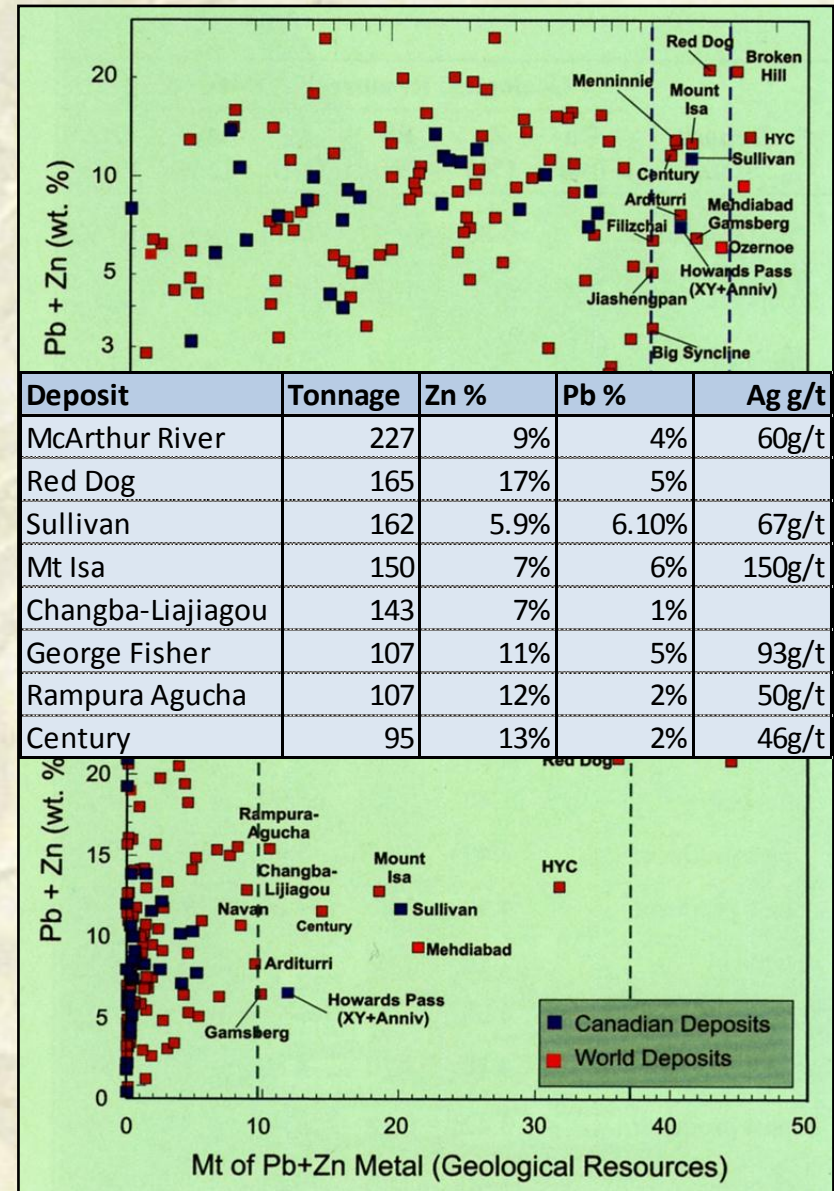 20
10
5
3
Pb + Zn (wt. %)
Red Dog
Broken
Hill
Menninnie
Mount
Isa
HYC
Sullivan
Century
Mehdiabad
Arditurri
Gamsberg
Filizchai
Ozernoe
Howards Pass
(XY+Anniv)
Jiashengpan
Big Syncline
Deposit Tonnage Zn % Pb % Ag g/t
McArthur River 227 9% 4% 60g/t
Red Dog 165 17% 5%
Sullivan 162 5.9% 6.10% 67g/t
Mt Isa 150 7% 6% 150g/t
Changba-Liajiagou 143 7% 1%
George Fisher 107 11% 5% 93g/t
Rampura Agucha 107 12% 2% 50g/t
Century 95 13% 2% 46g/t
Red Dog
20
15
10
5
0
Pb + Zn (wt. %
Rampura-
Agucha
Changba-
Lijiagou
Mount
Isa
HYC
Navan
Century
Sullivan
Mehdiabad
Arditurri
Howards Pass
(XY+Anniv)
Gamsberg
Canadian Deposits
World Deposits
0 10 20 30 40 50
Mt of Pb+Zn Metal (Geological Resources)